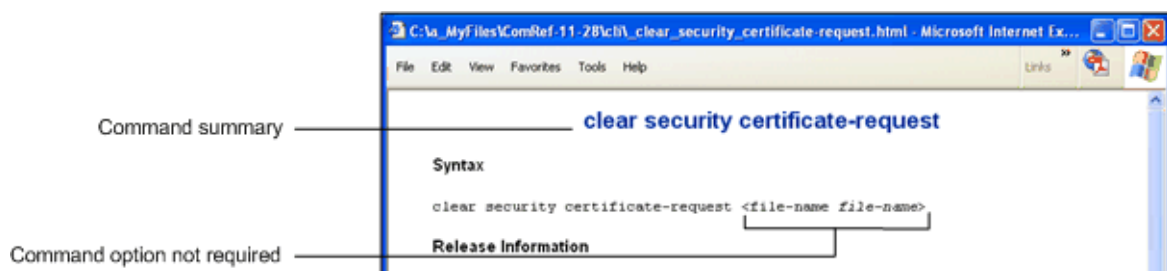 C:\a_MyFiles\ComRef-11-28\cli\_clear_security_certificate-request.html - Microsoft Internet Ex...
File Edit View Favorites Tools Help Links »
Command summary
clear security certificate-request
Syntax
clear security certificate-request <file-name file-name>
Command option not required
Release Information